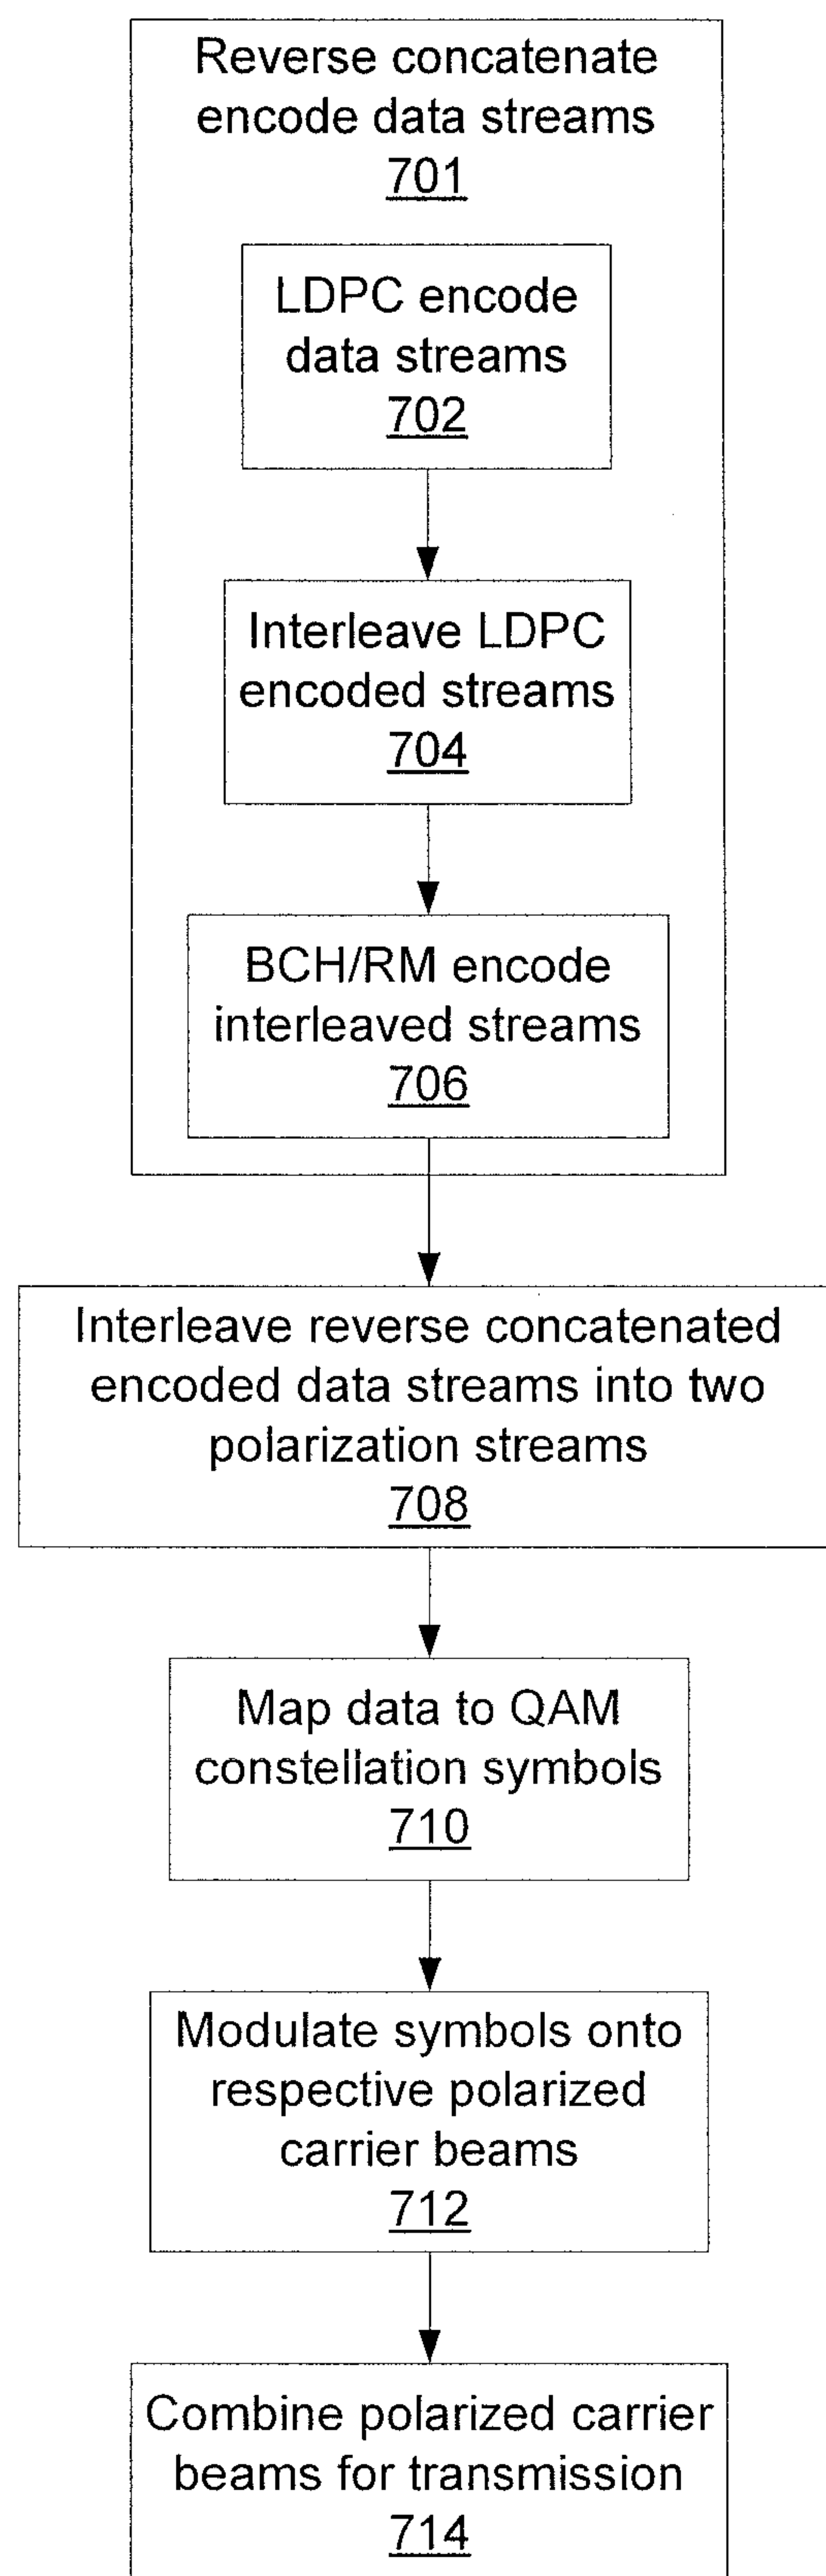 Reverse concatenate
encode data streams
701
LDPC encode
data streams
702
Interleave LDPC
encoded streams
704
BCH/RM encode
interleaved streams
706
Interleave reverse concatenated
encoded data streams into two
polarization streams
708
Map data to QAM
constellation symbols
710
Modulate symbols onto
respective polarized
carrier beams
712
Combine polarized carrier
beams for transmission
714